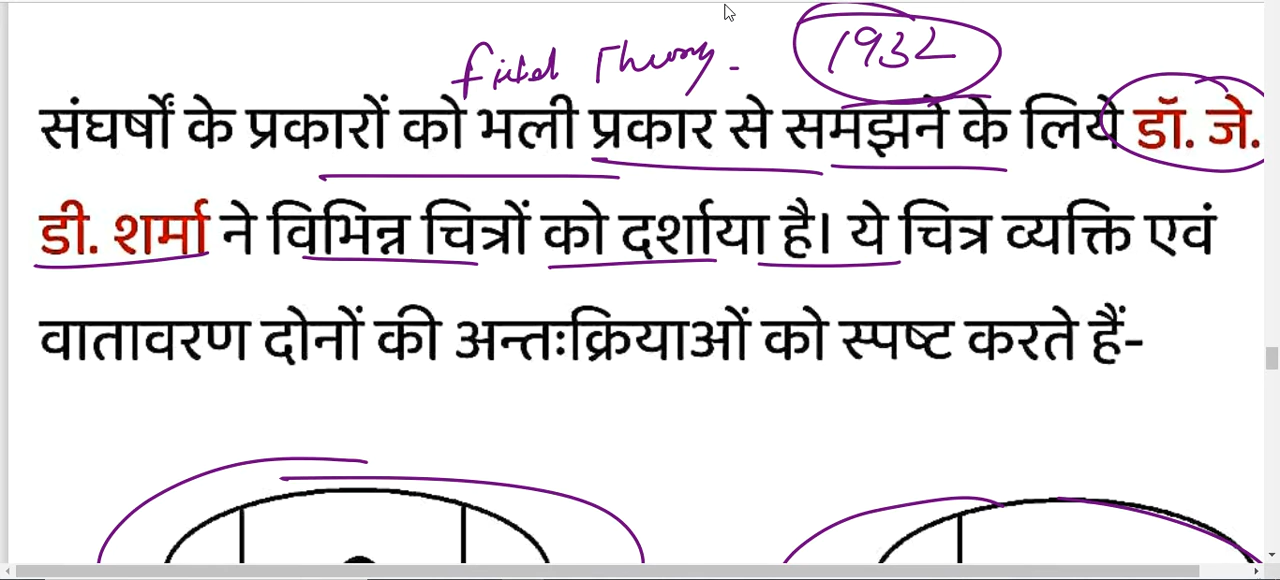 field Theory. 1932
संघर्षों के प्रकारों को भली प्रकार से समझने के लिये डॉ. जे.
डी. शर्मा ने विभिन्न चित्रों को दर्शाया है। ये चित्र व्यक्ति एवं
वातावरण दोनों की अन्तःक्रियाओं को स्पष्ट करते हैं-